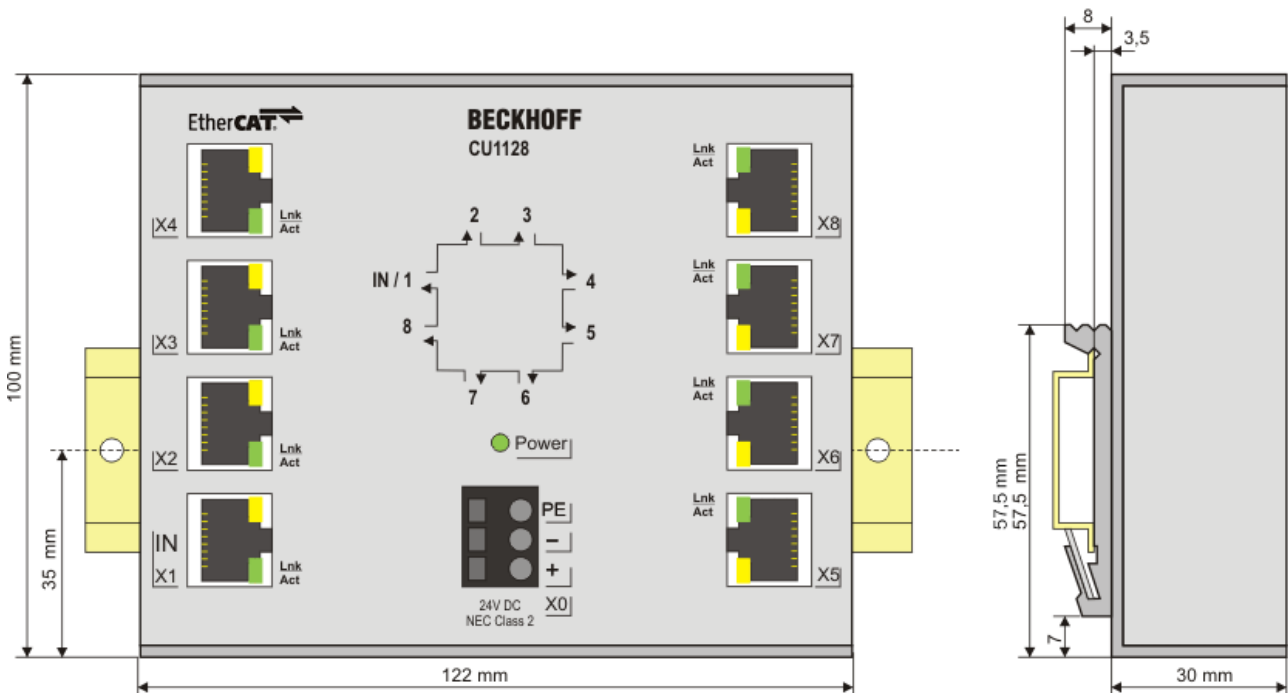 8
3,5
EtherCAT®
BECKHOFF
CU1128
Lnk
Act
X4
Lnk
Act
X8
2
3
IN / 1
4
8
5
7
6
X3
Lnk
Act
Lnk
Act
X7
X2
Lnk
Act
Lnk
Act
X6
Power
IN
X1
Lnk
Act
Lnk
Act
X5
PE
–
+
X0
24V DC
NEC Class 2
100 mm
35 mm
122 mm
57,5 mm
57,5 mm
7
30 mm